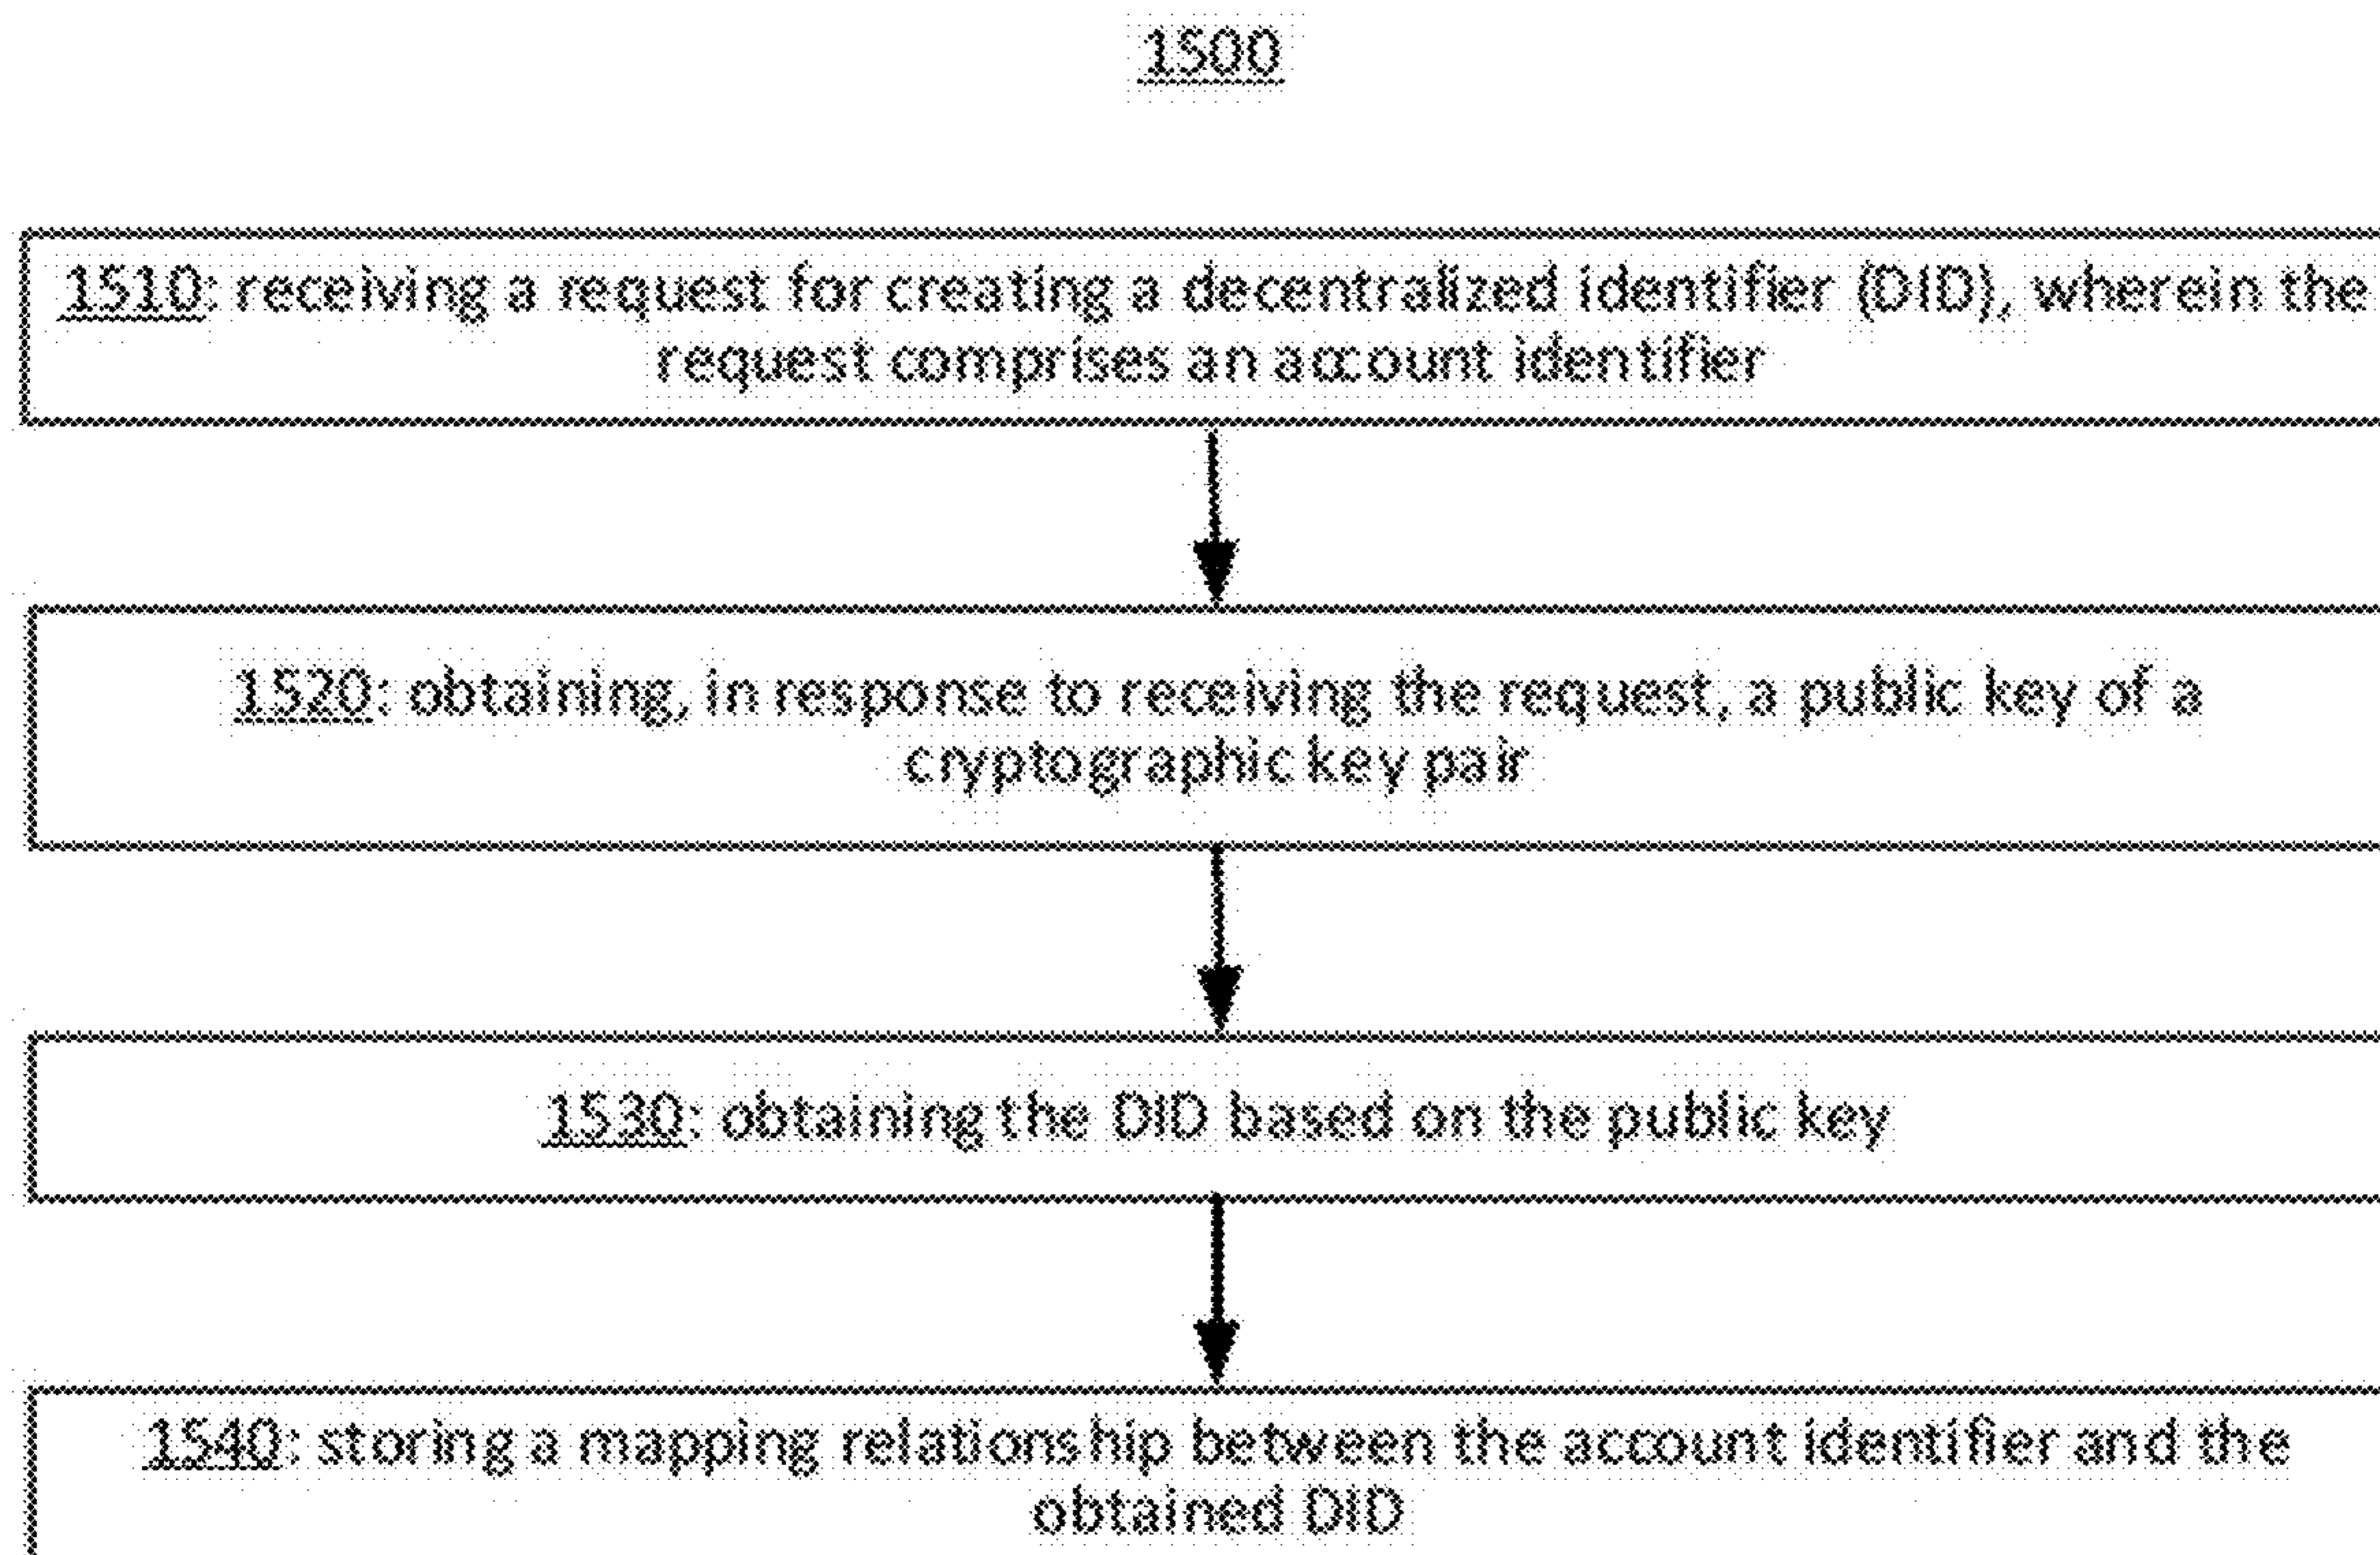 1500
1510: receiving a request for creating a decentralized identifier (DID), wherein the
request comprises an account identifier
1520: obtaining, in response to receiving the request, a public key of a
cryptographic key pair
1530: obtaining the DID based on the public key
1540: storing a mapping relationship between the account identifier and the
obtained DID